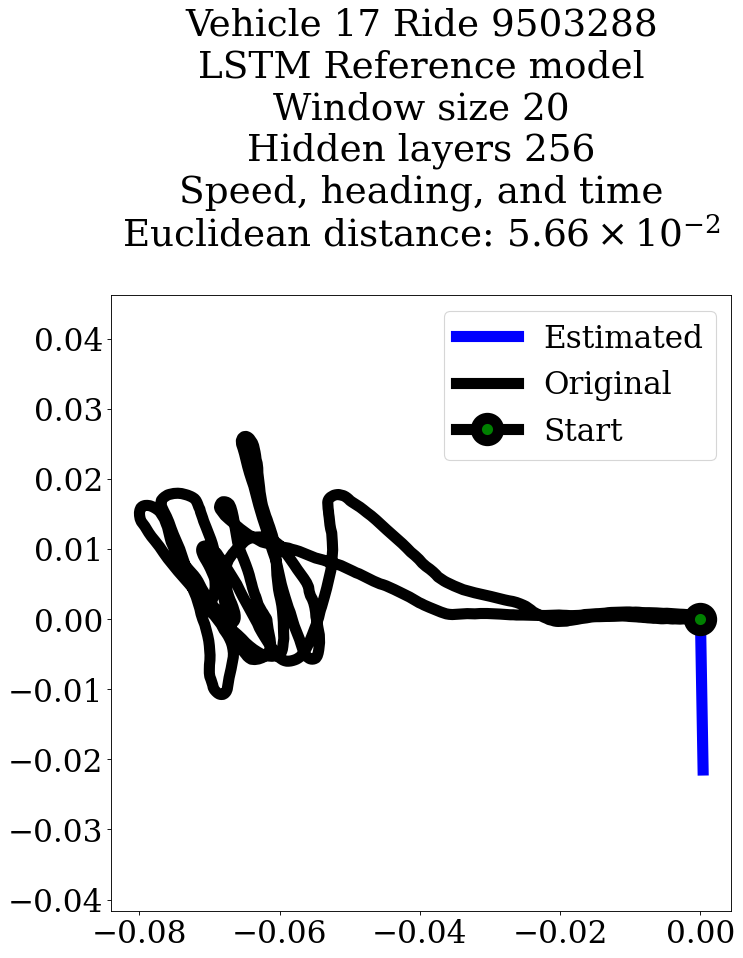 Vehicle 17 Ride 9503288
LSTM Reference model
Window size 20
Hidden layers 256
Speed, heading, and time
Euclidean distance: 5.66 × 10⁻²
Estimated
Original
Start
0.04
0.03
0.02
0.01
0.00
−0.01
−0.02
−0.03
−0.04
−0.08 −0.06 −0.04 −0.02 0.00